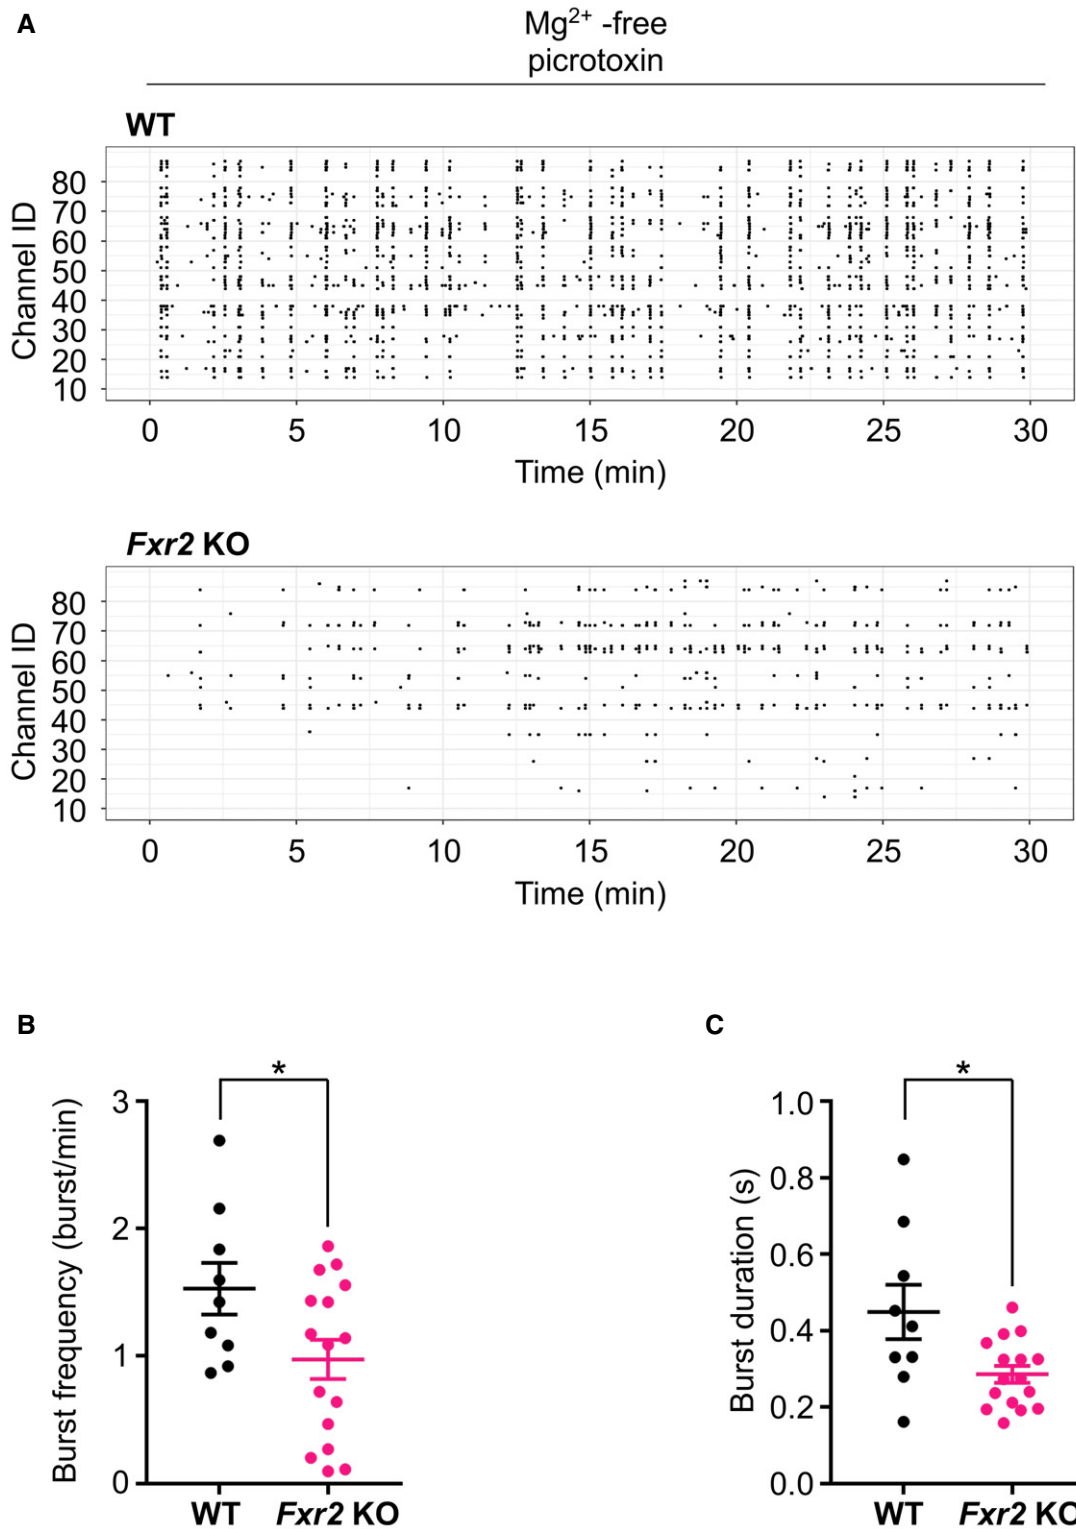 A
Mg²⁺ -free
picrotoxin
WT
Channel ID
80
70
60
50
40
30
20
10
0 5 10 15 20 25 30
Time (min)
Fxr2 KO
Channel ID
80
70
60
50
40
30
20
10
0 5 10 15 20 25 30
Time (min)
B
*
Burst frequency (burst/min)
3
2
1
0
WT Fxr2 KO
C
*
Burst duration (s)
1.0
0.8
0.6
0.4
0.2
0.0
WT Fxr2 KO